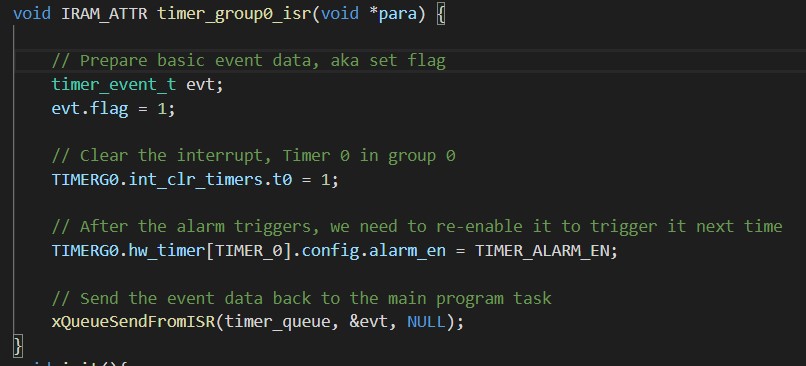 void IRAM_ATTR timer_group0_isr(void *para) {
// Prepare basic event data, aka set flag
timer_event_t evt;
evt.flag = 1;
// Clear the interrupt, Timer 0 in group 0
TIMERG0.int_clr_timers.t0 = 1;
// After the alarm triggers, we need to re-enable it to trigger it next time
TIMERG0.hw_timer[TIMER_0].config.alarm_en = TIMER_ALARM_EN;
// Send the event data back to the main program task
xQueueSendFromISR(timer_queue, &evt, NULL);
}